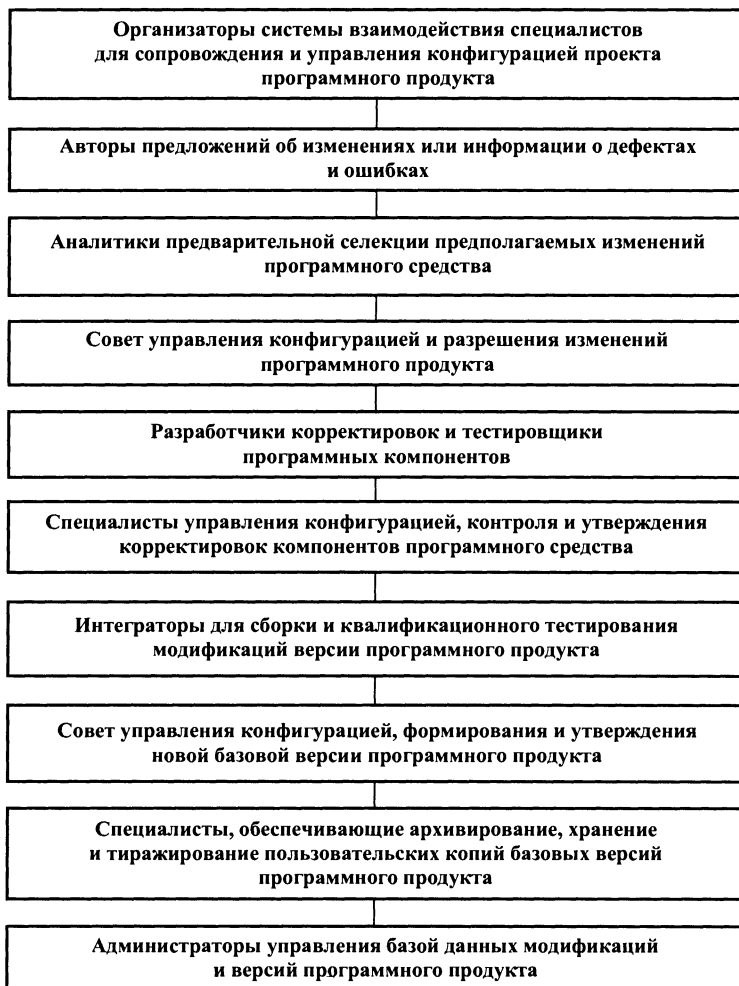 Организаторы системы взаимодействия специалистов
для сопровождения и управления конфигурацией проекта
программного продукта
Авторы предложений об изменениях или информации о дефектах
и ошибках
Аналитики предварительной селекции предполагаемых изменений
программного средства
Совет управления конфигурацией и разрешения изменений
программного продукта
Разработчики корректировок и тестировщики
программных компонентов
Специалисты управления конфигурацией, контроля и утверждения
корректировок компонентов программного средства
Интеграторы для сборки и квалификационного тестирования
модификаций версии программного продукта
Совет управления конфигурацией, формирования и утверждения
новой базовой версии программного продукта
Специалисты, обеспечивающие архивирование, хранение
и тиражирование пользовательских копий базовых версий
программного продукта
Администраторы управления базой данных модификаций
и версий программного продукта